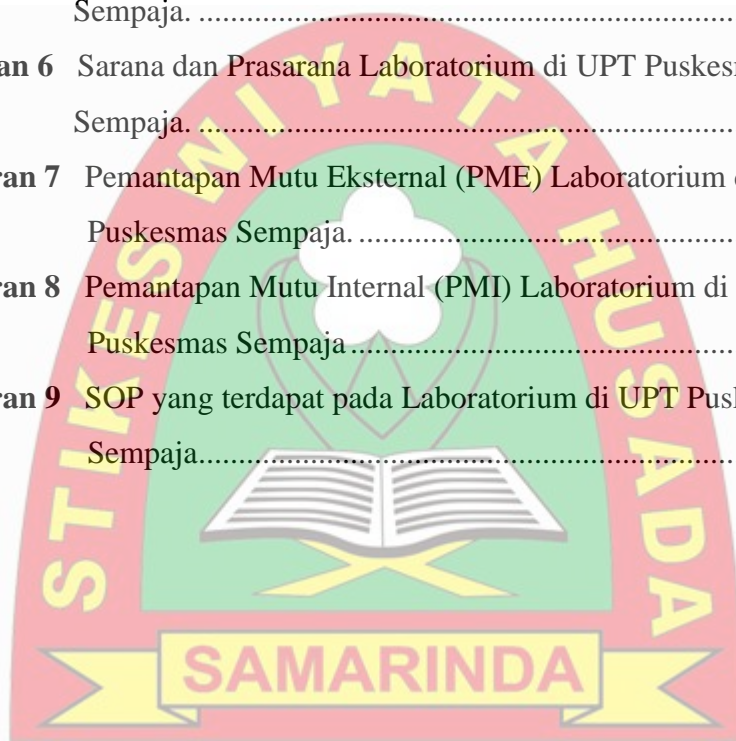 Sempaja. ....................................................................
an 6 Sarana dan Prasarana Laboratorium di UPT Puskesm
Sempaja. ....................................................................
ran 7 Pemantapan Mutu Eksternal (PME) Laboratorium
Puskesmas Sempaja. ................................................
ran 8 Pemantapan Mutu Internal (PMI) Laboratorium di
Puskesmas Sempaja ..................................................
ran 9 SOP yang terdapat pada Laboratorium di UPT Pusk
Sempaja.....................................................................
STIKES WIYATA HUSADA
SAMARINDA